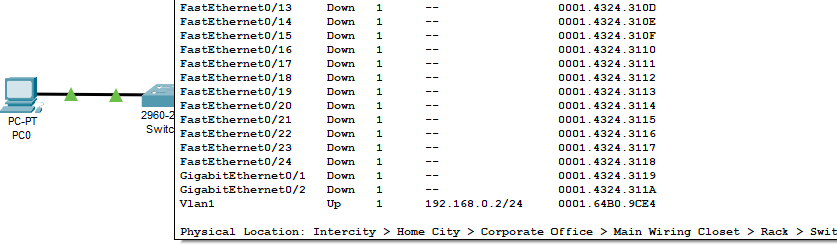 FastEthernet0/13 Down 1 -- 0001.4324.310D
FastEthernet0/14 Down 1 -- 0001.4324.310E
FastEthernet0/15 Down 1 -- 0001.4324.310F
FastEthernet0/16 Down 1 -- 0001.4324.3110
FastEthernet0/17 Down 1 -- 0001.4324.3111
FastEthernet0/18 Down 1 -- 0001.4324.3112
FastEthernet0/19 Down 1 -- 0001.4324.3113
FastEthernet0/20 Down 1 -- 0001.4324.3114
FastEthernet0/21 Down 1 -- 0001.4324.3115
FastEthernet0/22 Down 1 -- 0001.4324.3116
FastEthernet0/23 Down 1 -- 0001.4324.3117
FastEthernet0/24 Down 1 -- 0001.4324.3118
GigabitEthernet0/1 Down 1 -- 0001.4324.3119
GigabitEthernet0/2 Down 1 -- 0001.4324.311A
Vlan1 Up 1 192.168.0.2/24 0001.64B0.9CE4
Physical Location: Intercity > Home City > Corporate Office > Main Wiring Closet > Rack > Swit
PC-PT
PC0
2960-2
Switc